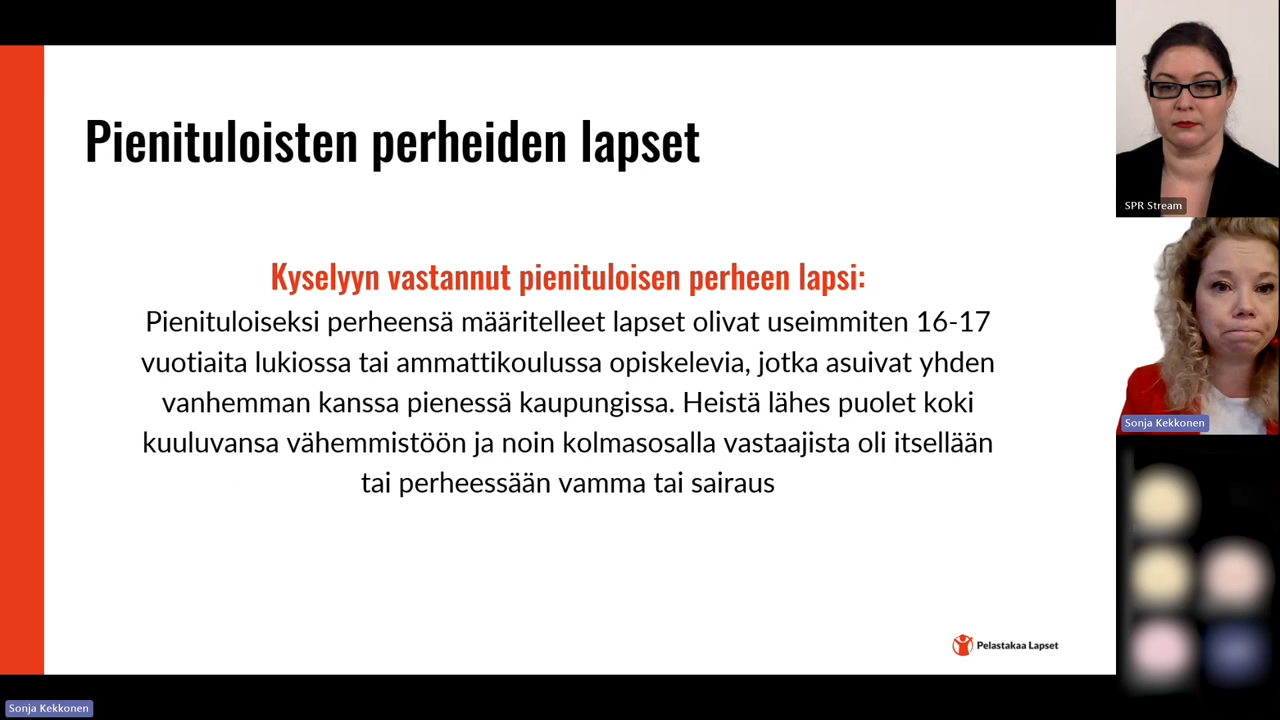 Pienituloisten perheiden lapset
Kyselyyn vastannut pienituloisen perheen lapsi:
Pienituloiseksi perheensä määritelleet lapset olivat useimmiten 16-17
vuotiaita lukiossa tai ammattikoulussa opiskelevia, jotka asuivat yhden
vanhemman kanssa pienessä kaupungissa. Heistä lähes puolet koki
kuuluvansa vähemmistöön ja noin kolmasosalla vastaajista oli itsellään
tai perheessään vamma tai sairaus
Pelastakaa Lapset
SPR Stream
Sonja Kekkonen
Sonja Kekkonen